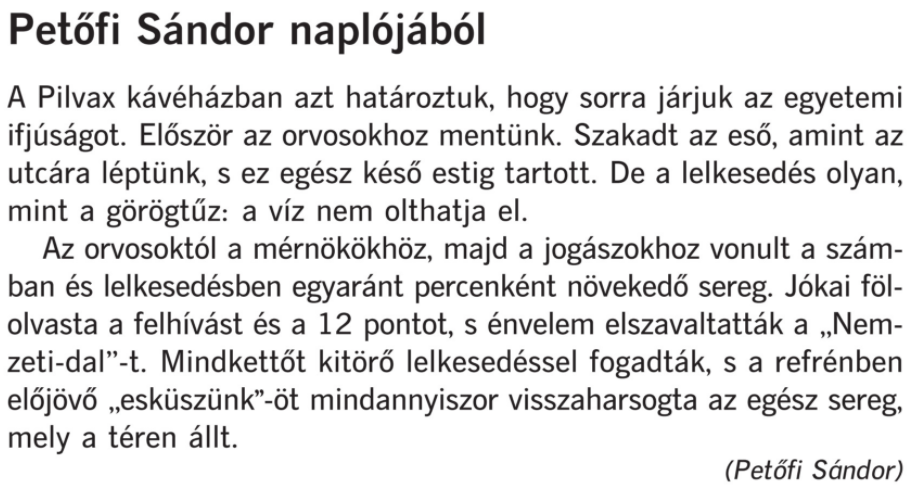 Petőfi Sándor naplójából
A Pilvax kávéházban azt határoztuk, hogy sorra járjuk az egyetemi
ifjúságot. Először az orvosokhoz mentünk. Szakadt az eső, amint az
utcára léptünk, s ez egész késő estig tartott. De a lelkesedés olyan,
mint a görögtűz: a víz nem olthatja el.
Az orvosoktól a mérnökökhöz, majd a jogászokhoz vonult a szám-
ban és lelkesedésben egyaránt percenként növekedő sereg. Jókai föl-
olvasta a felhívást és a 12 pontot, s énvelem elszavaltatták a „Nem-
zeti-dal”-t. Mindkettőt kitörő lelkesedéssel fogadták, s a refrénben
előjövő „esküszünk”-öt mindannyiszor visszaharsogta az egész sereg,
mely a téren állt.
(Petőfi Sándor)